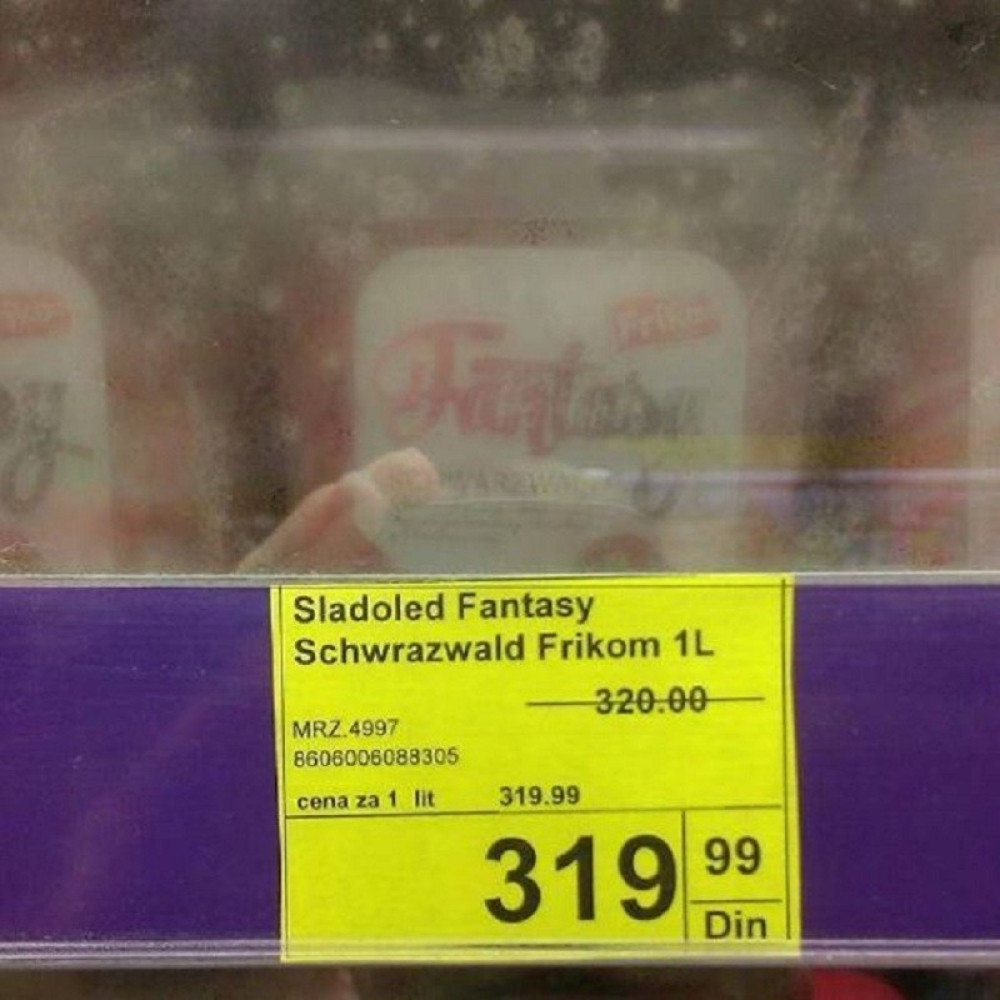 Fantasy
Sladoled Fantasy
Schwrazwald Frikom 1L
320.00
MRZ.4997
8606006088305
cena za 1 lit 319.99
319 99
Din